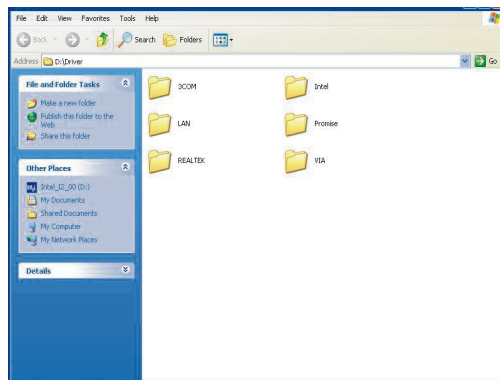 File Edit View Favorites Tools Help
Back Search Folders
Address D:\Driver Go
File and Folder Tasks
Make a new folder
Publish this folder to the
Web
Share this folder
Other Places
Intel_I2_00 (D:)
My Documents
Shared Documents
My Computer
My Network Places
Details
3COM Intel
LAN Promise
REALTEK VIA